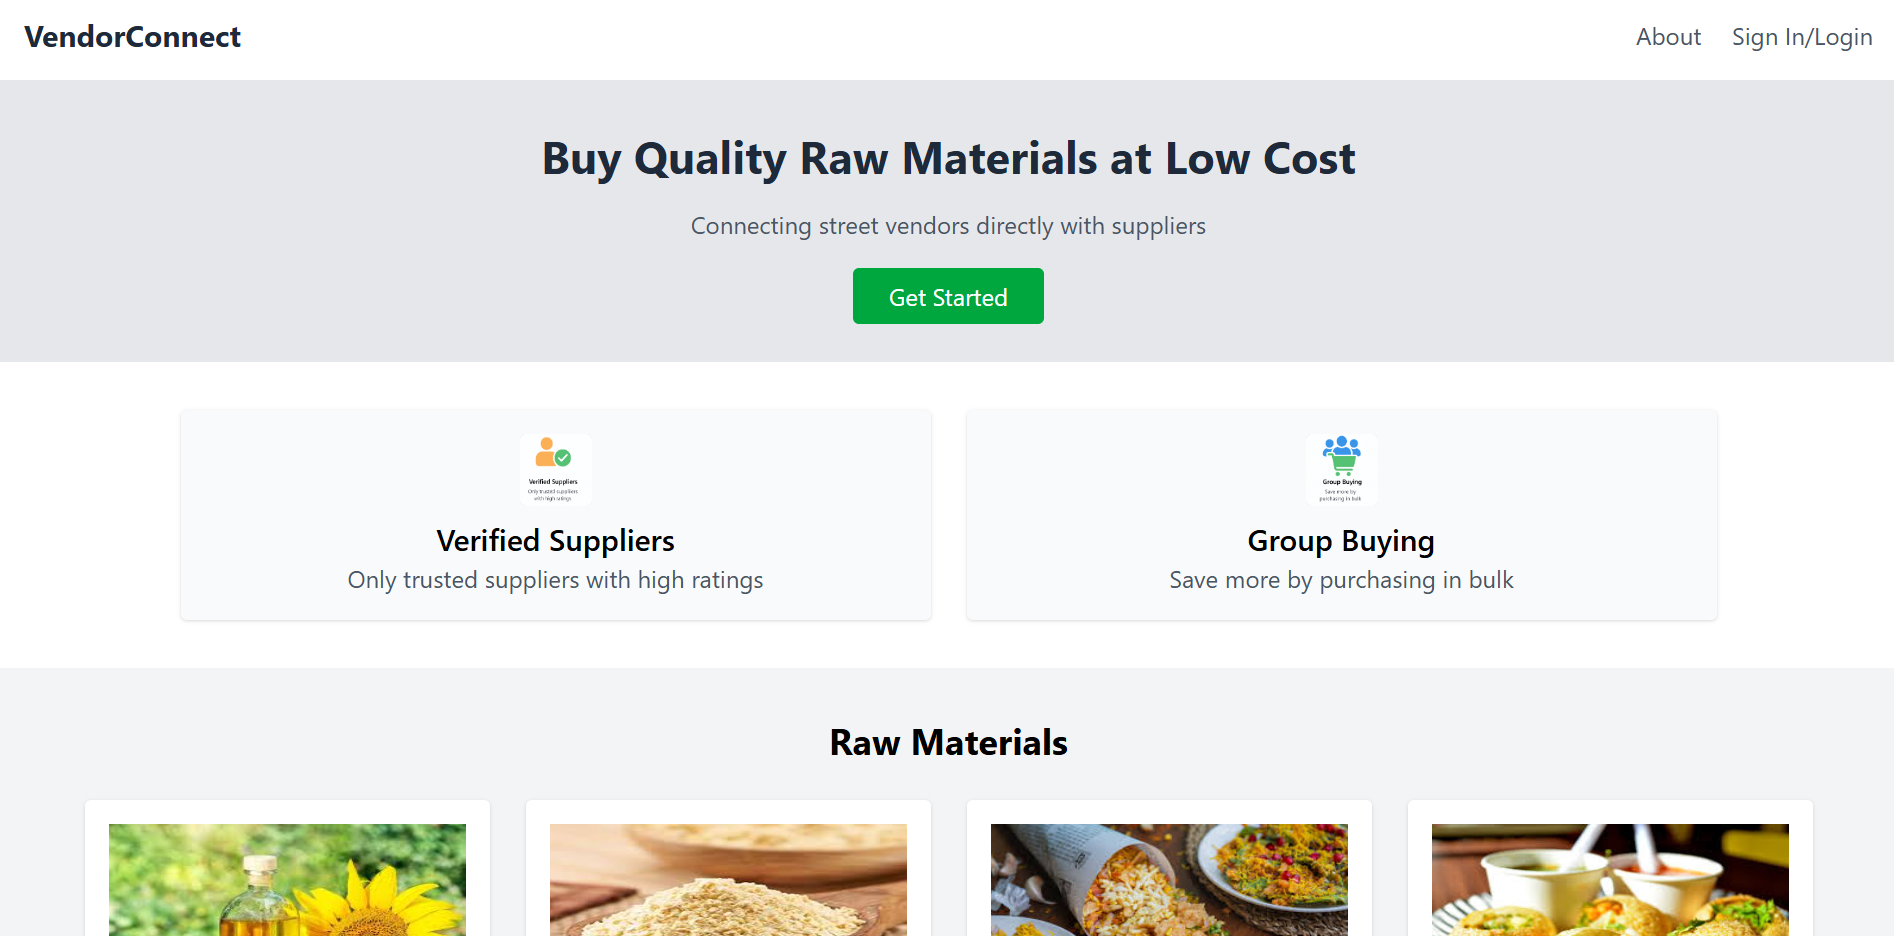 VendorConnect
About
Sign In/Login
Buy Quality Raw Materials at Low Cost
Connecting street vendors directly with suppliers
Get Started
Verified Suppliers
Only trusted suppliers
with high ratings
Verified Suppliers
Only trusted suppliers with high ratings
Group Buying
Save more by
purchasing in bulk
Group Buying
Save more by purchasing in bulk
Raw Materials